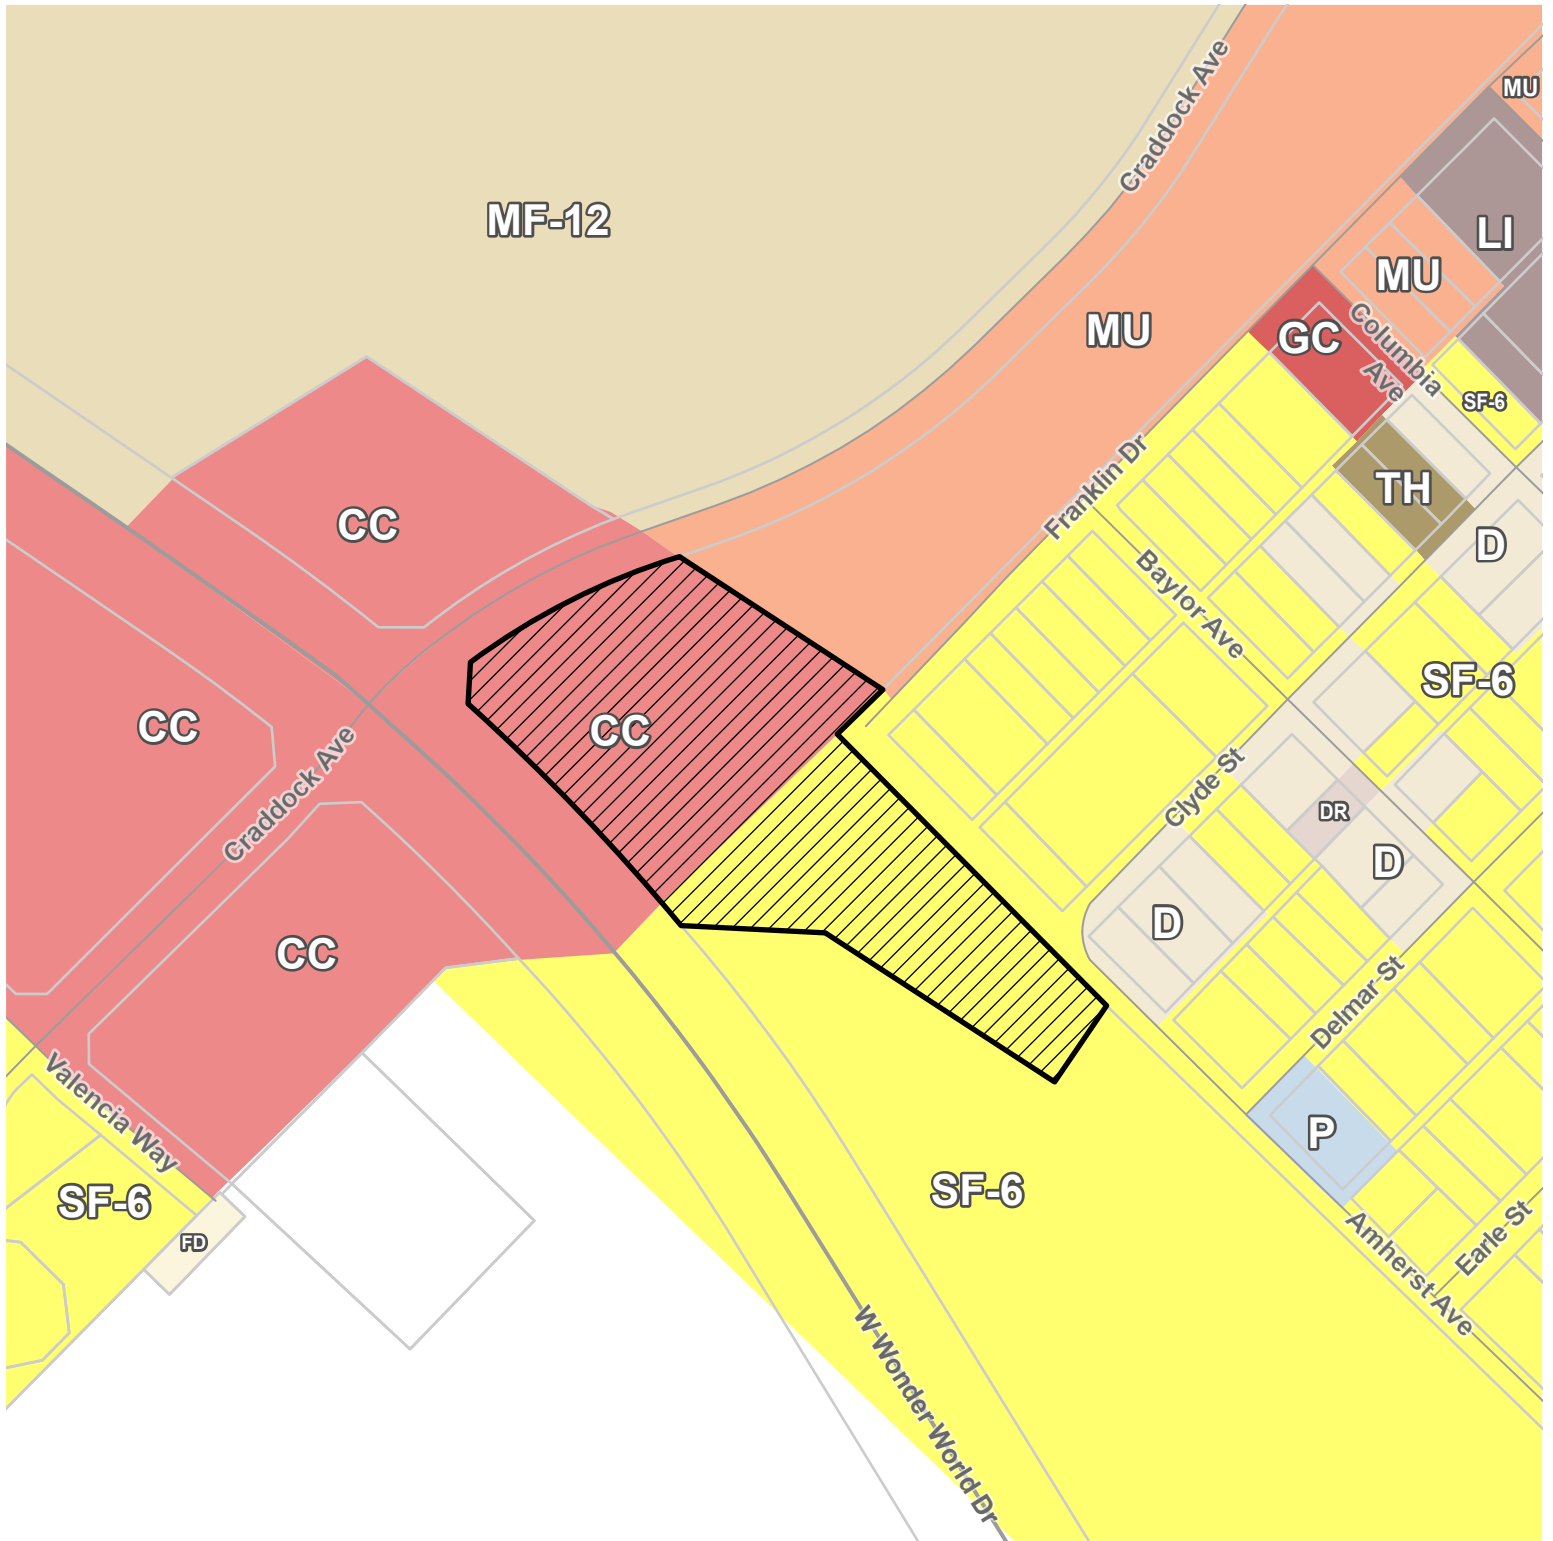 Craddock Ave
MU
MF-12
LI
MU
MU
GC
Columbia
Ave
SF-6
Franklin Dr
TH
CC
D
Baylor Ave
SF-6
CC
CC
Craddock Ave
Clyde St
DR
D
D
CC
Delmar St
Valencia Way
P
SF-6
SF-6
FD
Amherst Ave
Earle St
W Wonder World Dr